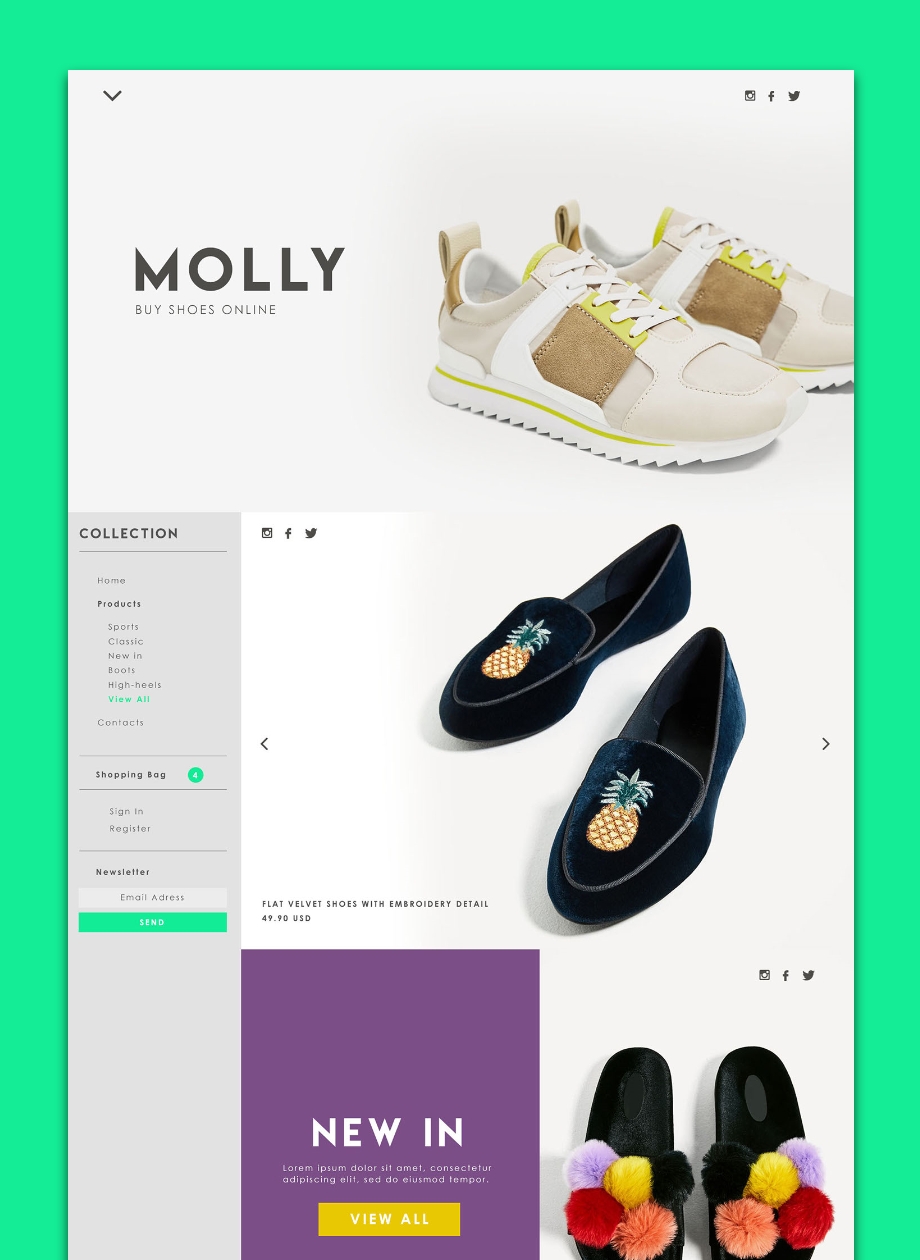 MOLLY
BUY SHOES ONLINE
COLLECTION
Home
Products
Sports
Classic
New in
Boots
High-heels
View All
Contacts
Shopping Bag 4
Sign In
Register
Newsletter
Email Adress
SEND
FLAT VELVET SHOES WITH EMBROIDERY DETAIL
49.90 USD
NEW IN
Lorem ipsum dolor sit amet, consectetur
adipiscing elit, sed do eiusmod tempor.
VIEW ALL